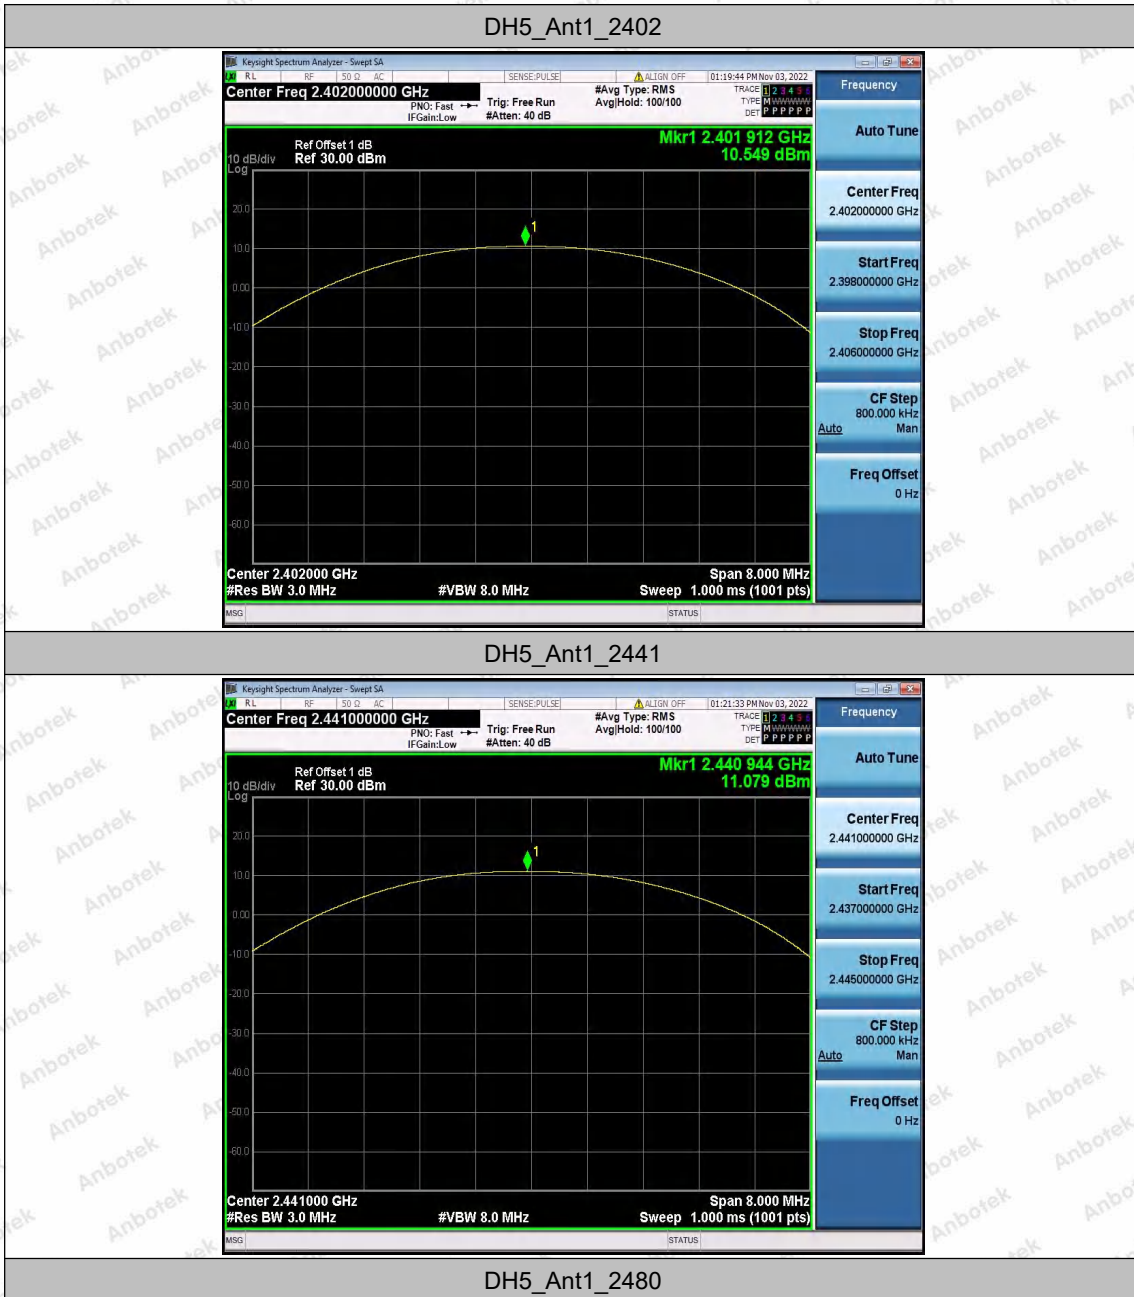 DH5_Ant1_2402
Keysight Spectrum Analyzer - Swept SA
RL RF 50 Ω AC SENSE:PULSE ALIGN OFF 01:19:44 PM Nov 03, 2022
Center Freq 2.402000000 GHz
PNO: Fast
IFGain:Low
Trig: Free Run
#Atten: 40 dB
#Avg Type: RMS
Avg|Hold: 100/100
TRACE 1 2 3 4 5 6
TYPE M WWWWW
DET P P P P P P
Mkr1 2.401 912 GHz
10.549 dBm
Ref Offset 1 dB
10 dB/div Ref 30.00 dBm
Log
20.0
10.0
0.00
-10.0
-20.0
-30.0
-40.0
-50.0
-60.0
1
Center 2.402000 GHz Span 8.000 MHz
#Res BW 3.0 MHz #VBW 8.0 MHz Sweep 1.000 ms (1001 pts)
MSG STATUS
Frequency
Auto Tune
Center Freq
2.402000000 GHz
Start Freq
2.398000000 GHz
Stop Freq
2.406000000 GHz
CF Step
800.000 kHz
Auto Man
Freq Offset
0 Hz
DH5_Ant1_2441
Keysight Spectrum Analyzer - Swept SA
RL RF 50 Ω AC SENSE:PULSE ALIGN OFF 01:21:33 PM Nov 03, 2022
Center Freq 2.441000000 GHz
PNO: Fast
IFGain:Low
Trig: Free Run
#Atten: 40 dB
#Avg Type: RMS
Avg|Hold: 100/100
TRACE 1 2 3 4 5 6
TYPE M WWWWW
DET P P P P P P
Mkr1 2.440 944 GHz
11.079 dBm
Ref Offset 1 dB
10 dB/div Ref 30.00 dBm
Log
20.0
10.0
0.00
-10.0
-20.0
-30.0
-40.0
-50.0
-60.0
1
Center 2.441000 GHz Span 8.000 MHz
#Res BW 3.0 MHz #VBW 8.0 MHz Sweep 1.000 ms (1001 pts)
MSG STATUS
Frequency
Auto Tune
Center Freq
2.441000000 GHz
Start Freq
2.437000000 GHz
Stop Freq
2.445000000 GHz
CF Step
800.000 kHz
Auto Man
Freq Offset
0 Hz
DH5_Ant1_2480
Anbotek